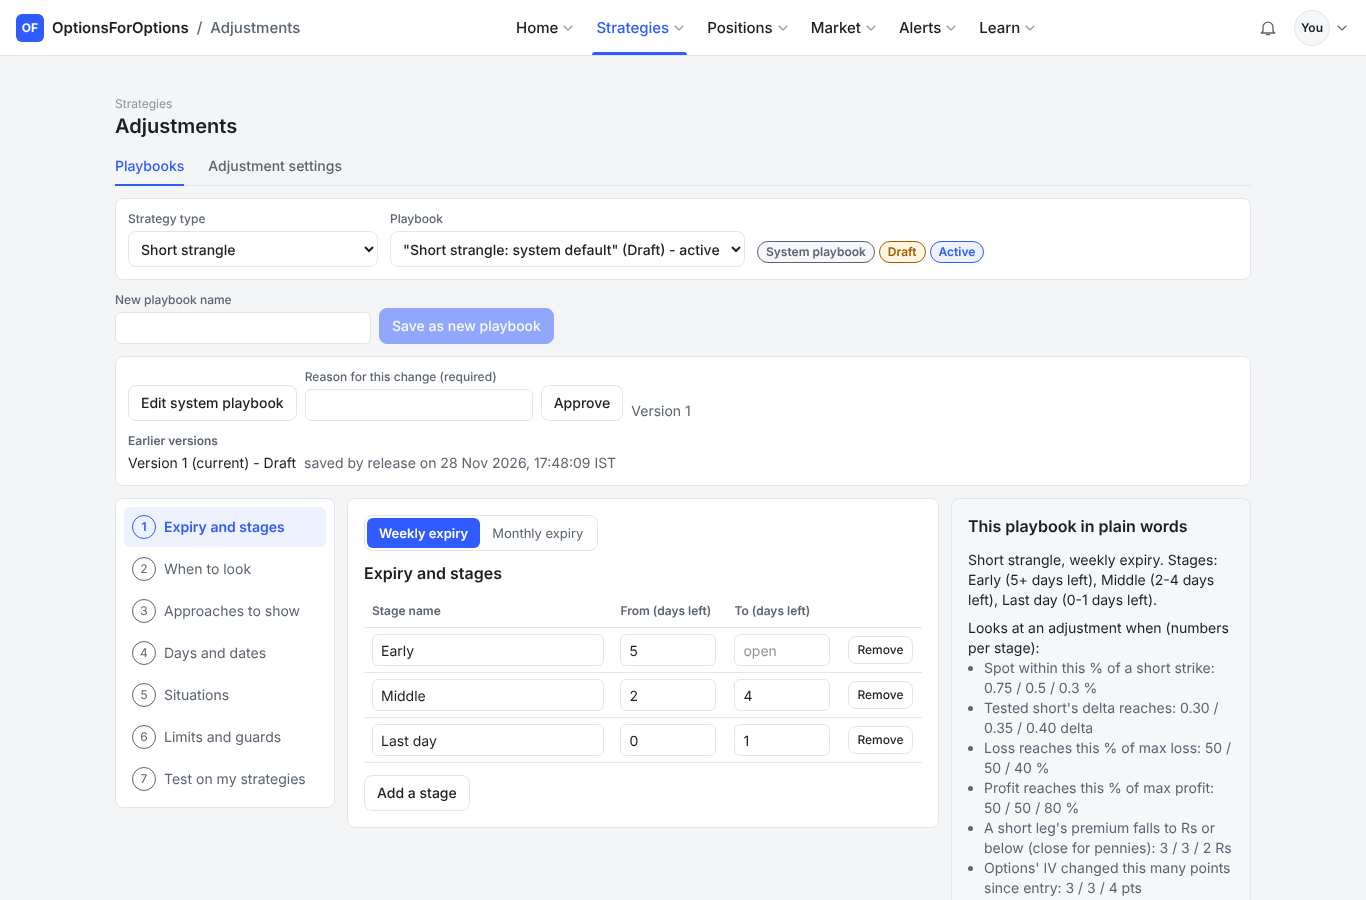 OF OptionsForOptions / Adjustments Home Strategies Positions Market Alerts Learn You
Strategies
Adjustments
Playbooks Adjustment settings
Strategy type Playbook
Short strangle "Short strangle: system default" (Draft) - active System playbook Draft Active
New playbook name
Save as new playbook
Reason for this change (required)
Edit system playbook Approve Version 1
Earlier versions
Version 1 (current) - Draft saved by release on 28 Nov 2026, 17:48:09 IST
1 Expiry and stages
2 When to look
3 Approaches to show
4 Days and dates
5 Situations
6 Limits and guards
7 Test on my strategies
Weekly expiry Monthly expiry
Expiry and stages
Stage name From (days left) To (days left)
Early 5 open Remove
Middle 2 4 Remove
Last day 0 1 Remove
Add a stage
This playbook in plain words
Short strangle, weekly expiry. Stages:
Early (5+ days left), Middle (2-4 days
left), Last day (0-1 days left).
Looks at an adjustment when (numbers
per stage):
• Spot within this % of a short strike:
0.75 / 0.5 / 0.3 %
• Tested short's delta reaches: 0.30 /
0.35 / 0.40 delta
• Loss reaches this % of max loss: 50 /
50 / 40 %
• Profit reaches this % of max profit:
50 / 50 / 80 %
• A short leg's premium falls to Rs or
below (close for pennies): 3 / 3 / 2 Rs
• Options' IV changed this many points
since entry: 3 / 3 / 4 pts